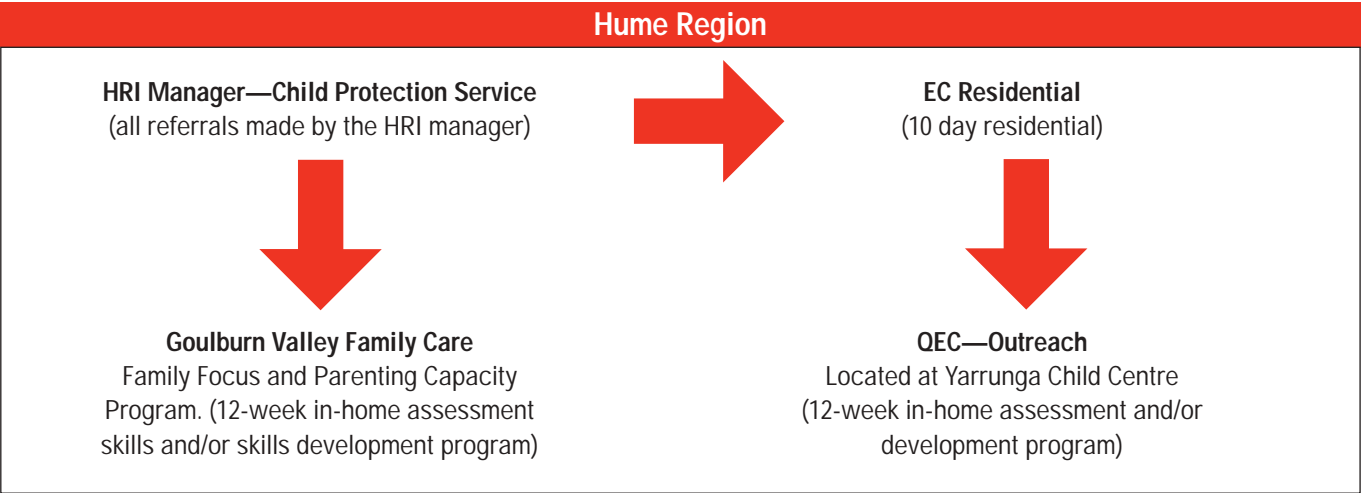 Hume Region
HRI Manager—Child Protection Service
(all referrals made by the HRI manager)
EC Residential
(10 day residential)
Goulburn Valley Family Care
Family Focus and Parenting Capacity
Program. (12-week in-home assessment
skills and/or skills development program)
QEC—Outreach
Located at Yarrunga Child Centre
(12-week in-home assessment and/or
development program)